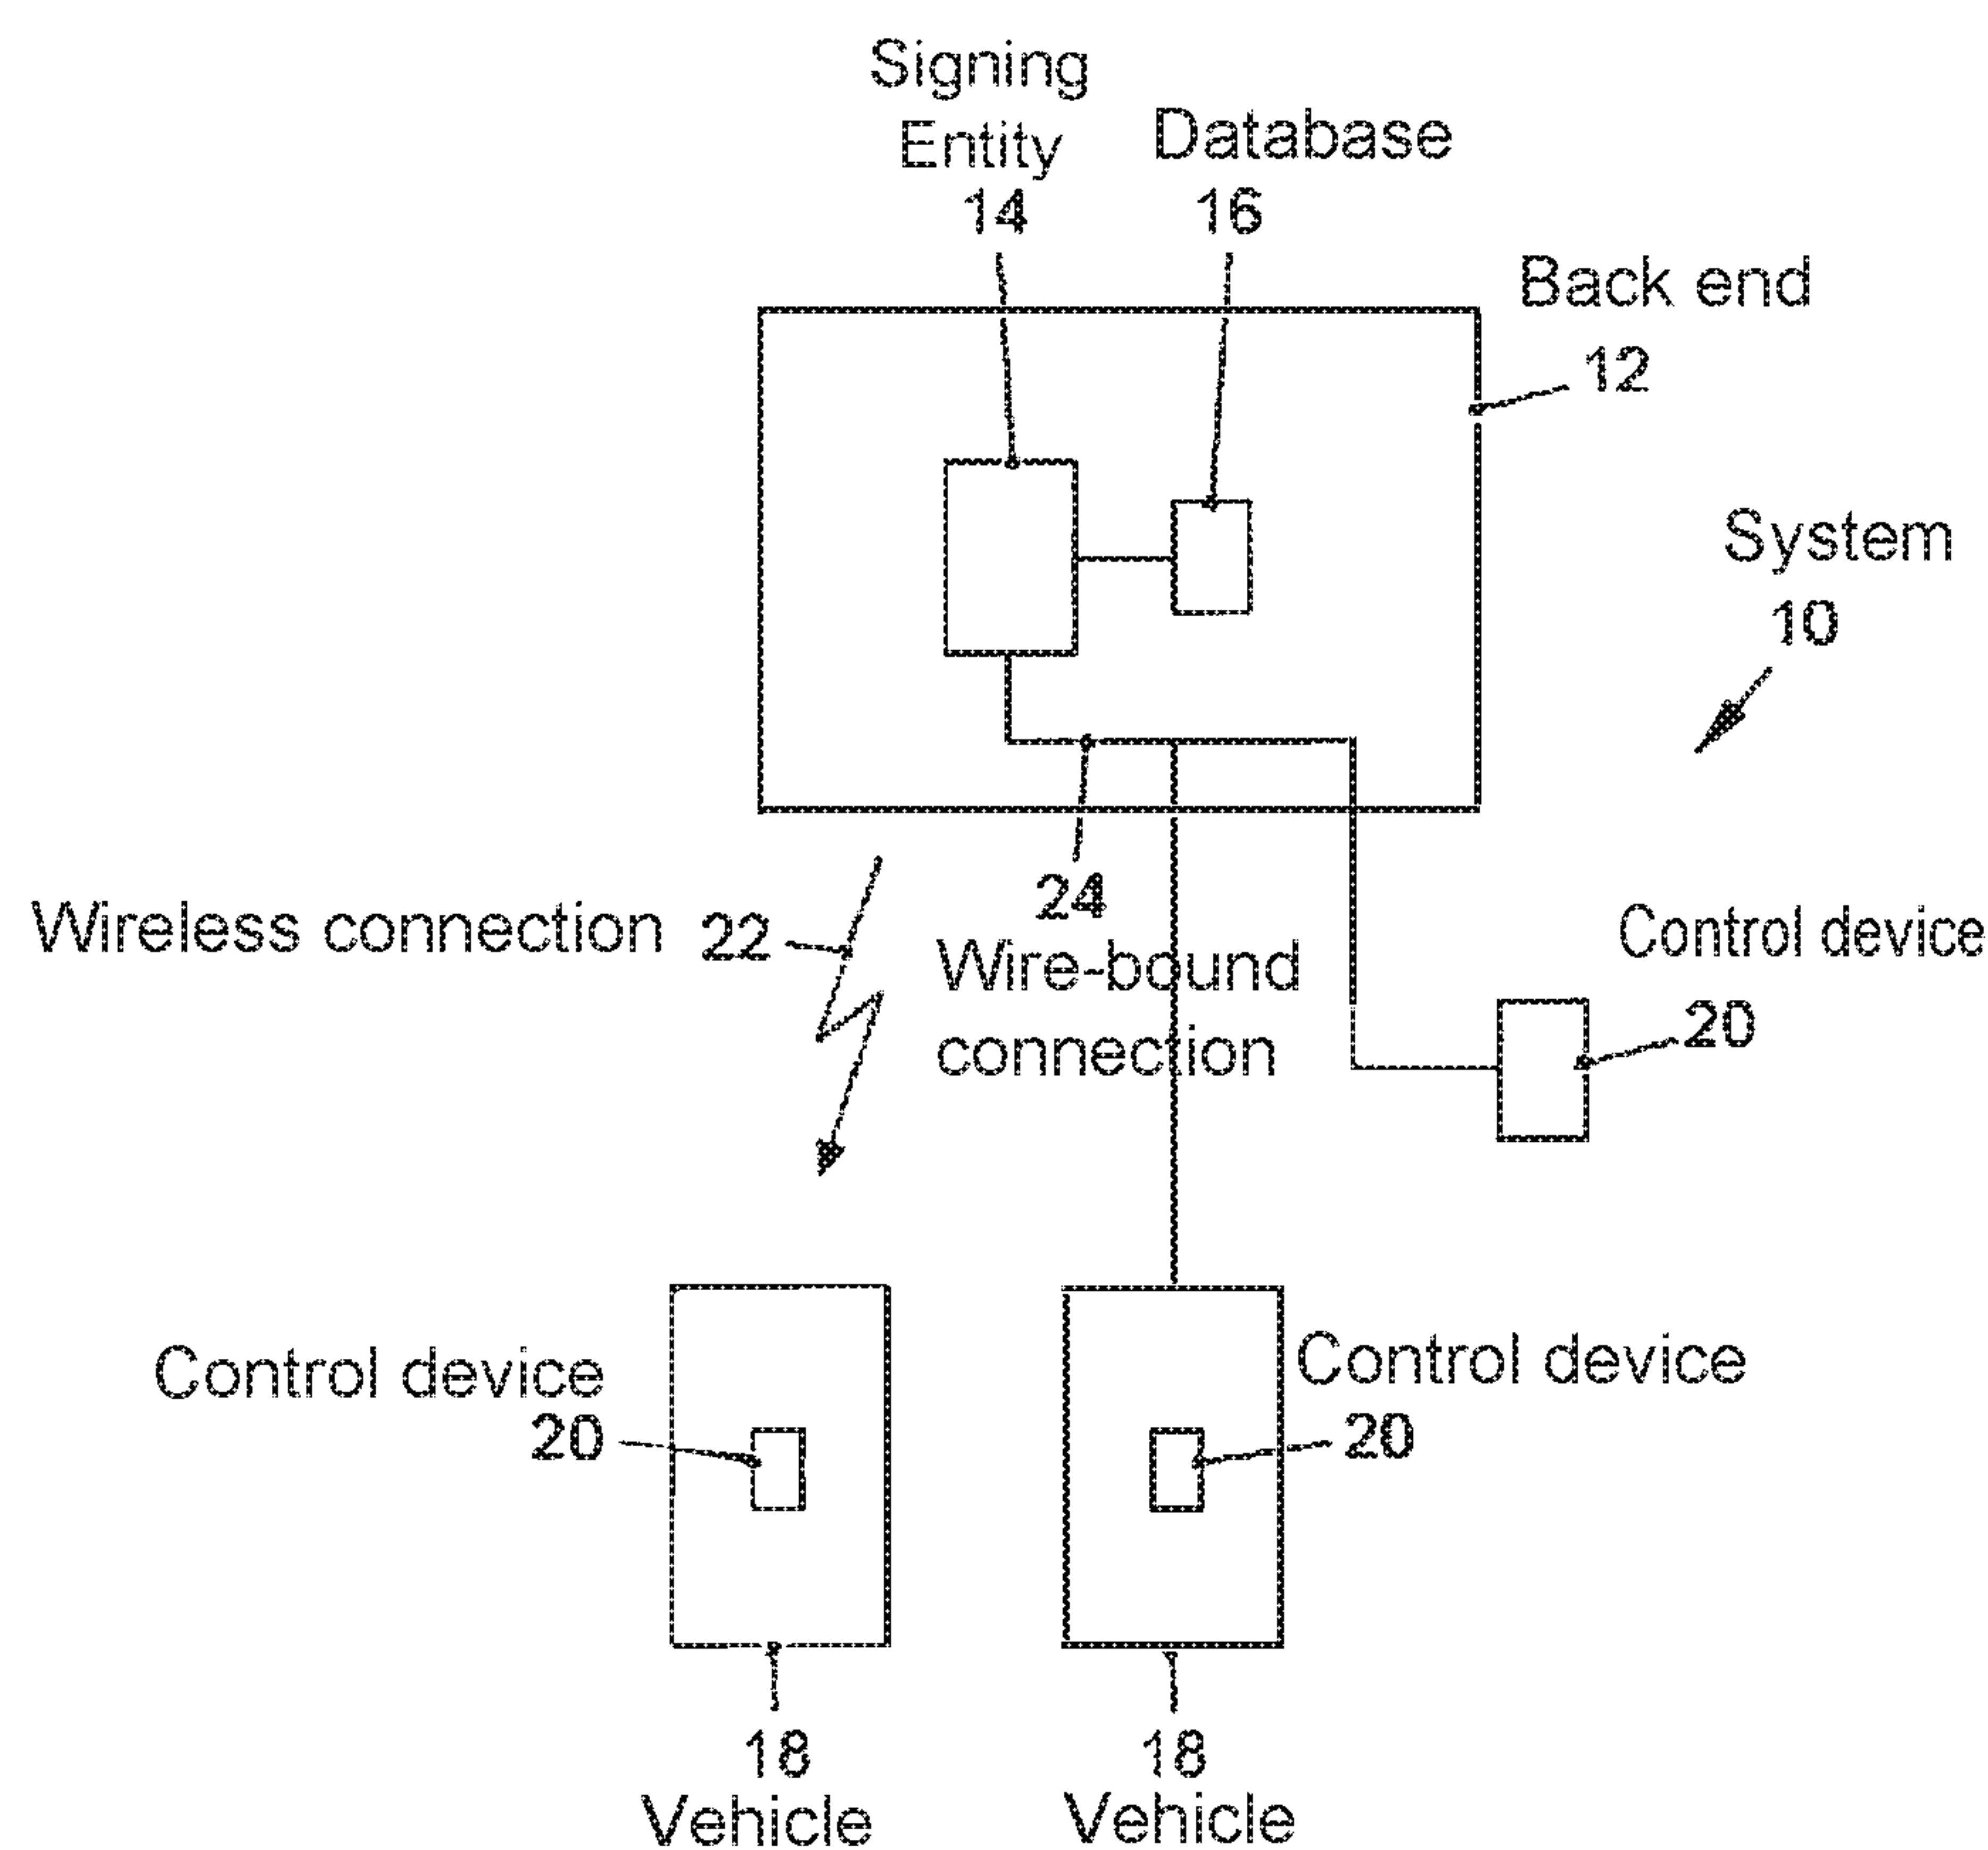 Signing
Entity
14
Database
16
Back end
12
System
10
Wireless connection 22
24
Wire-bound
connection
Control device
20
Control device
20
Control device
20
18
Vehicle
18
Vehicle